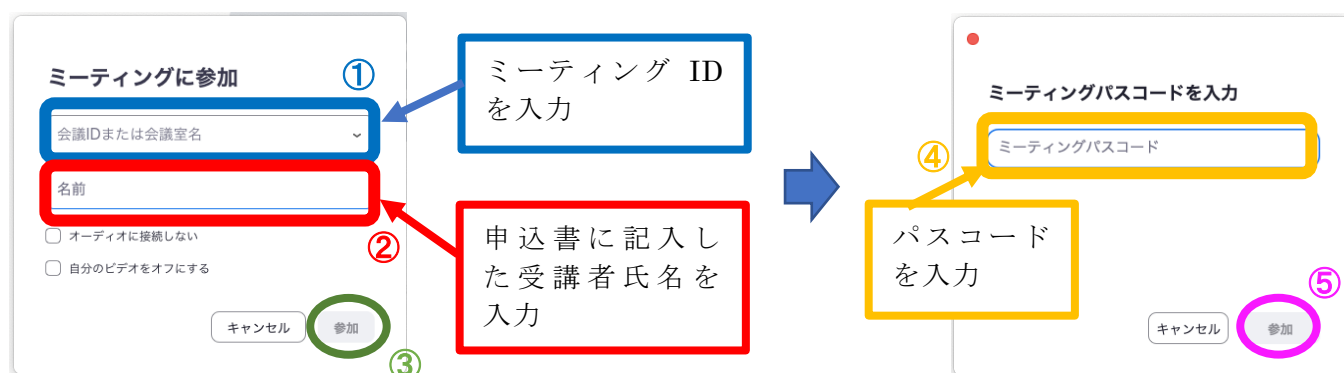 ミーティングに参加
①
会議IDまたは会議室名
名前
②
オーディオに接続しない
自分のビデオをオフにする
キャンセル
参加
③
ミーティング ID
を入力
申込書に記入し
た受講者氏名を
入力
ミーティングパスコードを入力
④
ミーティングパスコード
パスコード
を入力
⑤
キャンセル
参加